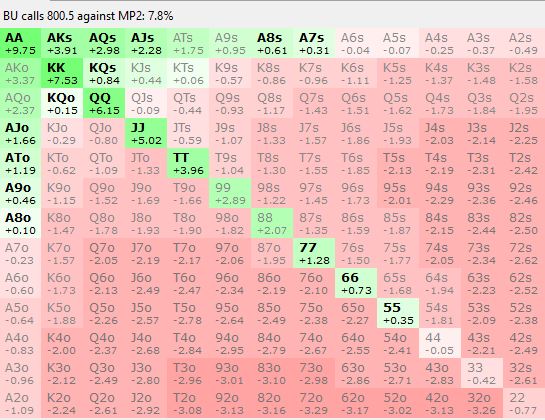 BU calls 800.5 against MP2: 7.8%
AA AKs AQs AJs ATs A9s A8s A7s A6s A5s A4s A3s A2s
+9.75 +3.91 +2.98 +2.28 +1.75 +0.95 +0.61 +0.31 -0.04 -0.07 -0.25 -0.37 -0.49
AKo KK KQs KJs KTs K9s K8s K7s K6s K5s K4s K3s K2s
+3.37 +7.53 +0.84 +0.44 +0.06 -0.57 -0.86 -0.96 -1.11 -1.25 -1.37 -1.48 -1.58
AQo KQo QQ QJs QTs Q9s Q8s Q7s Q6s Q5s Q4s Q3s Q2s
+2.37 +0.15 +6.15 -0.09 -0.44 -0.93 -1.17 -1.43 -1.51 -1.62 -1.73 -1.84 -1.95
AJo KJo QJo JJ JTs J9s J8s J7s J6s J5s J4s J3s J2s
+1.66 -0.29 -0.80 +5.02 -0.59 -1.07 -1.33 -1.57 -1.86 -1.93 -2.03 -2.14 -2.25
ATo KTo QTo JTo TT T9s T8s T7s T6s T5s T4s T3s T2s
+1.19 -0.62 -1.09 -1.33 +3.96 -1.04 -1.30 -1.55 -1.85 -2.13 -2.19 -2.31 -2.42
A9o K9o Q9o J9o T9o 99 98s 97s 96s 95s 94s 93s 92s
+0.46 -1.15 -1.52 -1.69 -1.66 +2.89 -1.22 -1.45 -1.73 -2.01 -2.29 -2.36 -2.46
A8o K8o Q8o J8o T8o 98o 88 87s 86s 85s 84s 83s 82s
+0.10 -1.47 -1.78 -1.93 -1.90 -1.82 +2.07 -1.35 -1.59 -1.87 -2.15 -2.44 -2.50
A7o K7o Q7o J7o T7o 97o 87o 77 76s 75s 74s 73s 72s
-0.23 -1.57 -2.05 -2.19 -2.17 -2.06 -1.95 +1.28 -1.50 -1.77 -2.05 -2.34 -2.62
A6o K6o Q6o J6o T6o 96o 86o 76o 66 65s 64s 63s 62s
-0.60 -1.73 -2.13 -2.49 -2.47 -2.34 -2.19 -2.10 +0.73 -1.68 -1.94 -2.23 -2.52
A5o K5o Q5o J5o T5o 95o 85o 75o 65o 55 54s 53s 52s
-0.64 -1.88 -2.26 -2.57 -2.78 -2.64 -2.49 -2.38 -2.27 +0.35 -1.81 -2.09 -2.38
A4o K4o Q4o J4o T4o 94o 84o 74o 64o 54o 44 43s 42s
-0.83 -2.00 -2.37 -2.68 -2.84 -2.95 -2.79 -2.67 -2.55 -2.41 -0.05 -2.21 -2.49
A3o K3o Q3o J3o T3o 93o 83o 73o 63o 53o 43o 33 32s
-0.96 -2.12 -2.49 -2.80 -2.96 -3.01 -3.10 -2.98 -2.86 -2.71 -2.83 -0.42 -2.61
A2o K2o Q2o J2o T2o 92o 82o 72o 62o 52o 42o 32o 22
-1.09 -2.24 -2.61 -2.92 -3.08 -3.13 -3.16 -3.29 -3.17 -3.02 -3.13 -3.26 -0.77